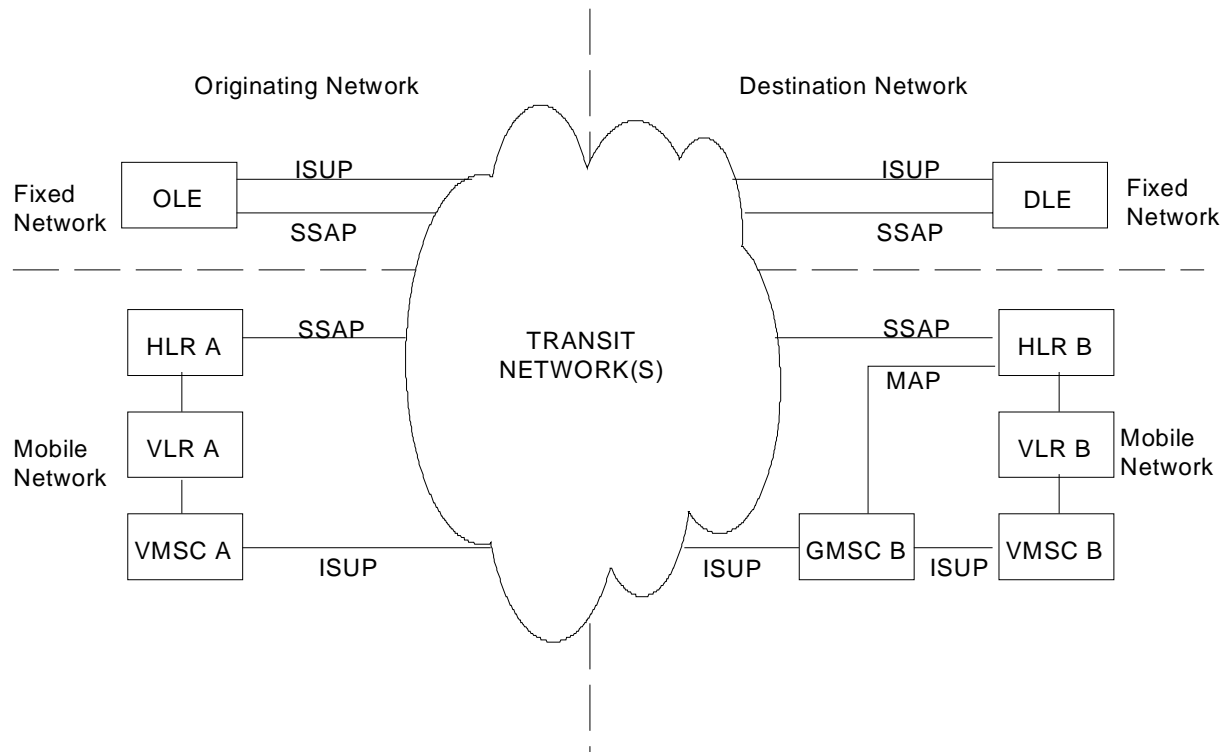 Originating Network
Destination Network
ISUP
ISUP
Fixed
Network
OLE
DLE
Fixed
Network
SSAP
SSAP
HLR A
SSAP
TRANSIT
NETWORK(S)
SSAP
HLR B
MAP
Mobile
Network
VLR A
VLR B
Mobile
Network
VMSC A
ISUP
ISUP
GMSC B
ISUP
VMSC B